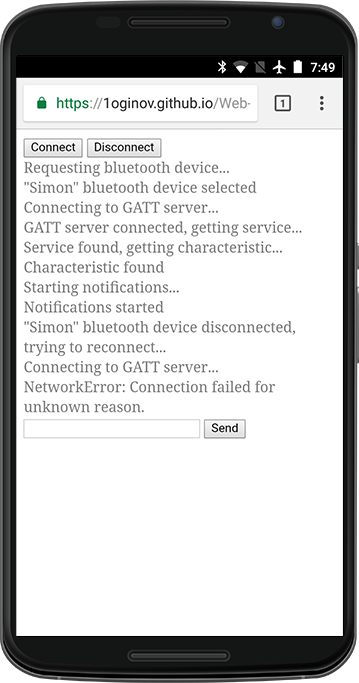 7:49
https://1oginov.github.io/Web-
1
Connect Disconnect
Requesting bluetooth device...
"Simon" bluetooth device selected
Connecting to GATT server...
GATT server connected, getting service...
Service found, getting characteristic...
Characteristic found
Starting notifications...
Notifications started
"Simon" bluetooth device disconnected,
trying to reconnect...
Connecting to GATT server...
NetworkError: Connection failed for
unknown reason.
Send